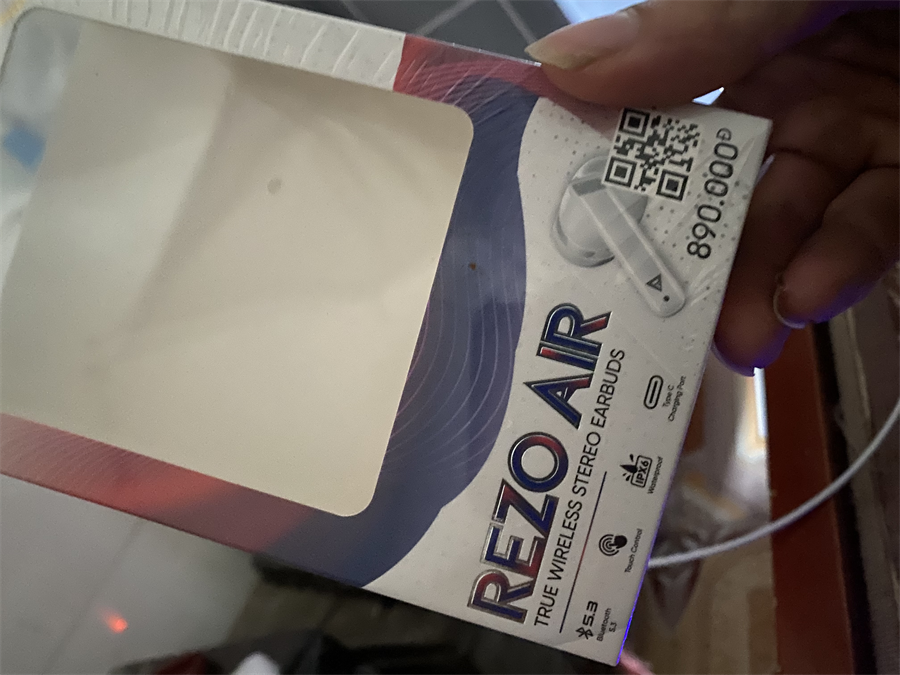 890.000Đ
REZO AIR
TRUE WIRELESS STEREO EARBUDS
5.3
Bluetooth
5.3
Touch Control
IPX6
Waterproof
Type C
Charging Port